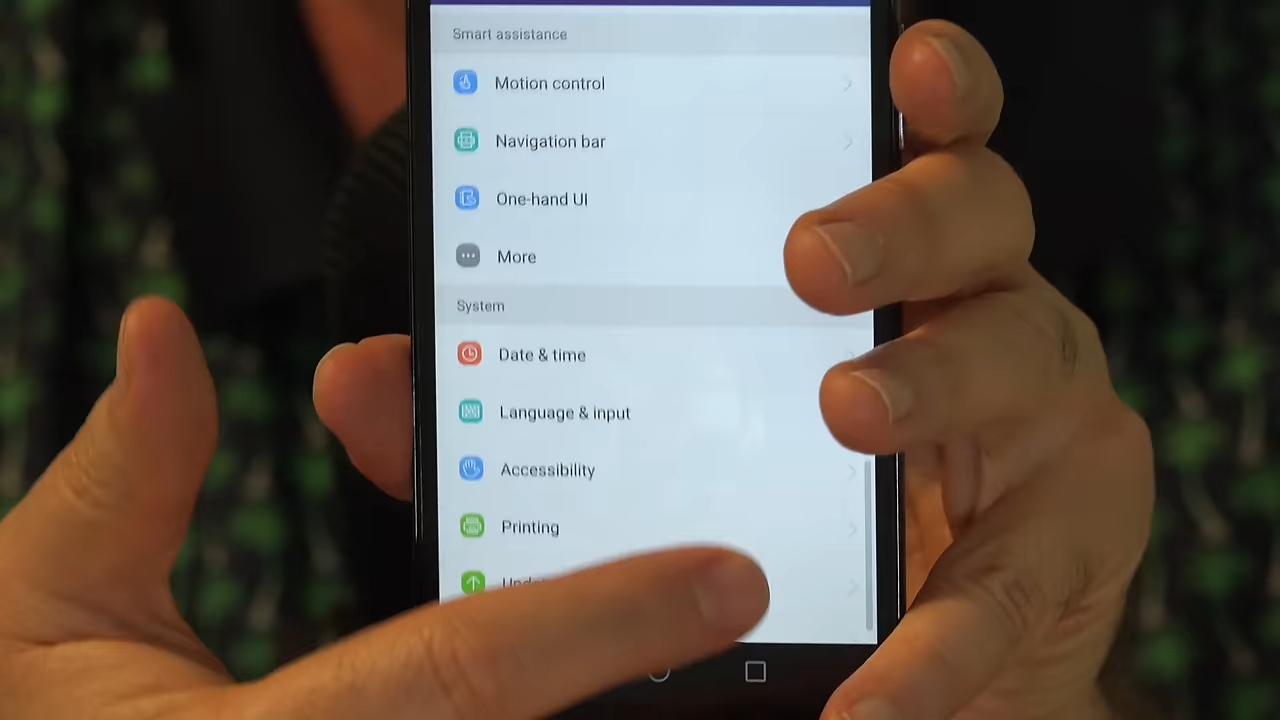 Smart assistance
Motion control
Navigation bar
One-hand UI
More
System
Date & time
Language & input
Accessibility
Printing